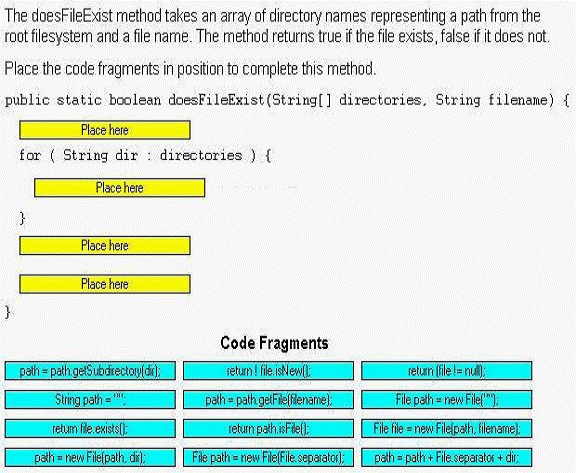 The doesFileExist method takes an array of directory names representing a path from the
root filesystem and a file name. The method returns true if the file exists, false if it does not.
Place the code fragments in position to complete this method.
public static boolean doesFileExist(String[] directories, String filename) {
Place here
for ( String dir : directories ) {
Place here
}
Place here
Place here
}
Code Fragments
path = path.getSubdirectory(dir); return ! file.isNew(); return (file != null);
String path = ""; path = path.getFile(filename); File path = new File("");
return file.exists(); return path.isFile(); File file = new File(path, filename);
path = new File(path, dir); File path = new File(File.separator); path = path + File.separator + dir;